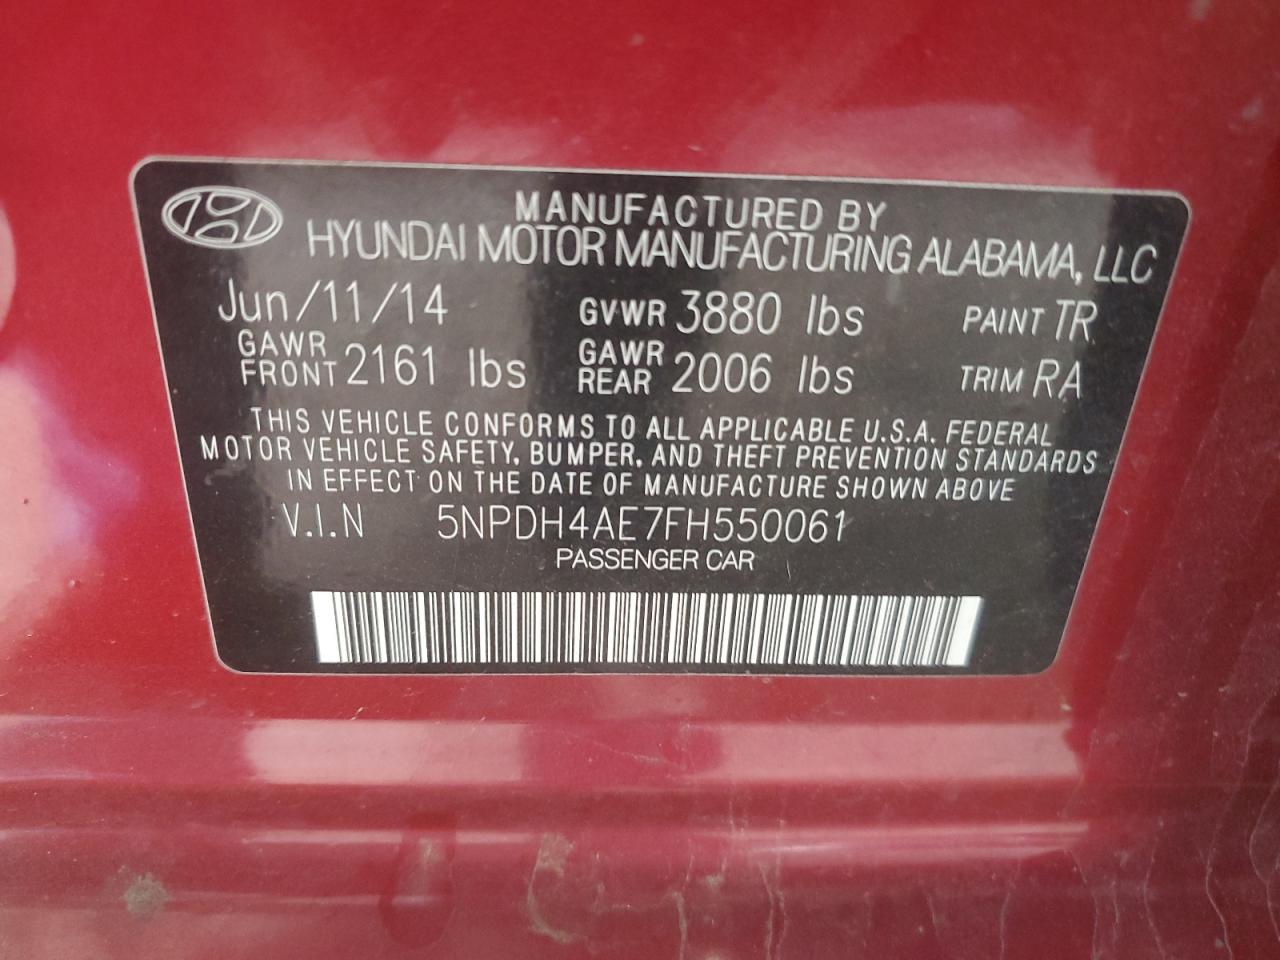 MANUFACTURED BY
HYUNDAI MOTOR MANUFACTURING ALABAMA, LLC
Jun/11/14 GVWR 3880 lbs PAINT TR
GAWR FRONT 2161 lbs GAWR REAR 2006 lbs TRIM RA
THIS VEHICLE CONFORMS TO ALL APPLICABLE U.S.A. FEDERAL
MOTOR VEHICLE SAFETY, BUMPER, AND THEFT PREVENTION STANDARDS
IN EFFECT ON THE DATE OF MANUFACTURE SHOWN ABOVE
V.I.N 5NPDH4AE7FH550061
PASSENGER CAR